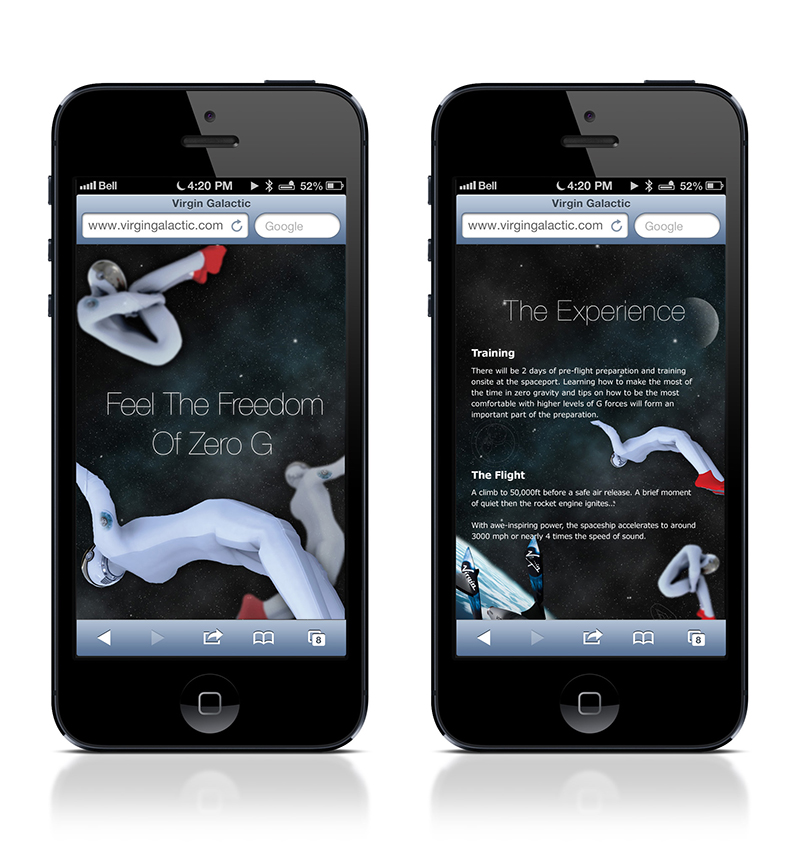 Bell 4:20 PM 52%
Virgin Galactic
www.virgingalactic.com Google
Feel The Freedom
Of Zero G
8
Bell 4:20 PM 52%
Virgin Galactic
www.virgingalactic.com Google
The Experience
Training
There will be 2 days of pre-flight preparation and training
onsite at the spaceport. Learning how to make the most of
the time in zero gravity and tips on how to be the most
comfortable with higher levels of G forces will form an
important part of the preparation.
The Flight
A climb to 50,000ft before a safe air release. A brief moment
of quiet then the rocket engine ignites..
With awe-inspiring power, the spaceship accelerates to around
3000 mph or nearly 4 times the speed of sound.
Virgin
8